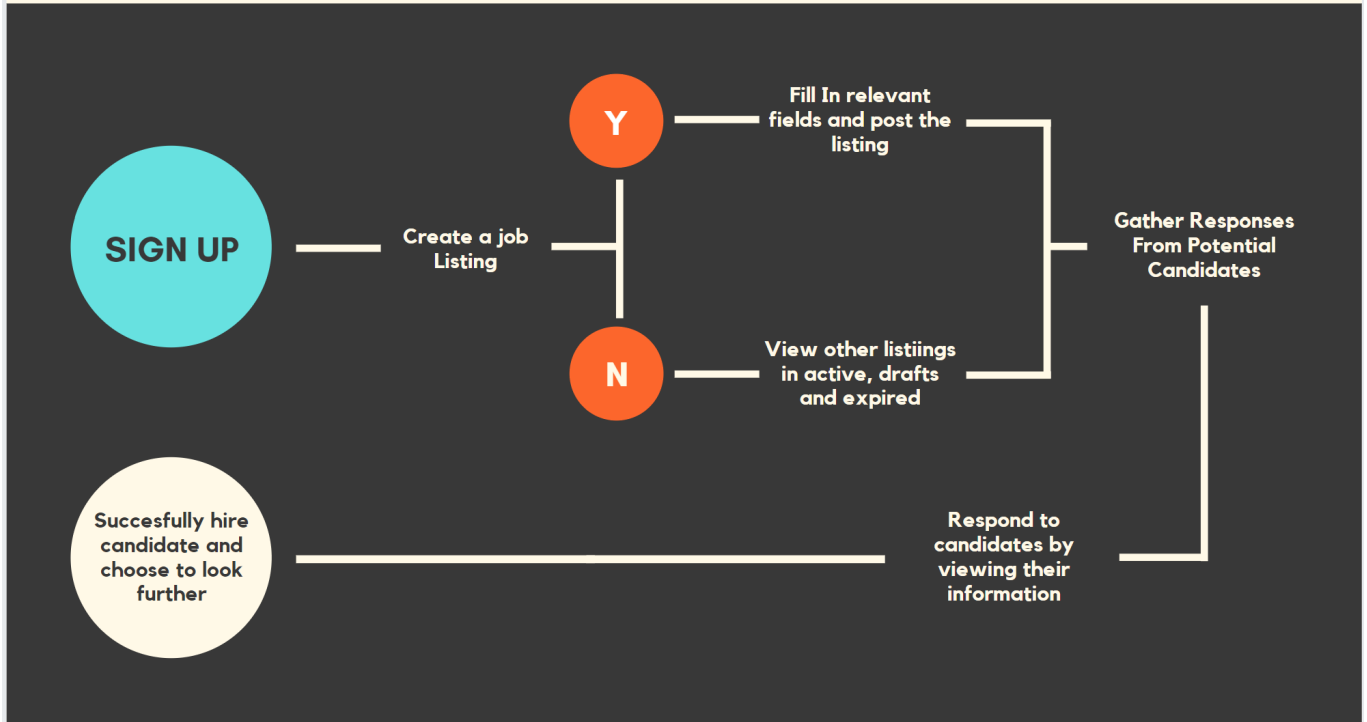 SIGN UP
Create a job
Listing
Y
Fill In relevant
fields and post the
listing
N
View other listiings
in active, drafts
and expired
Gather Responses
From Potential
Candidates
Respond to
candidates by
viewing their
information
Succesfully hire
candidate and
choose to look
further